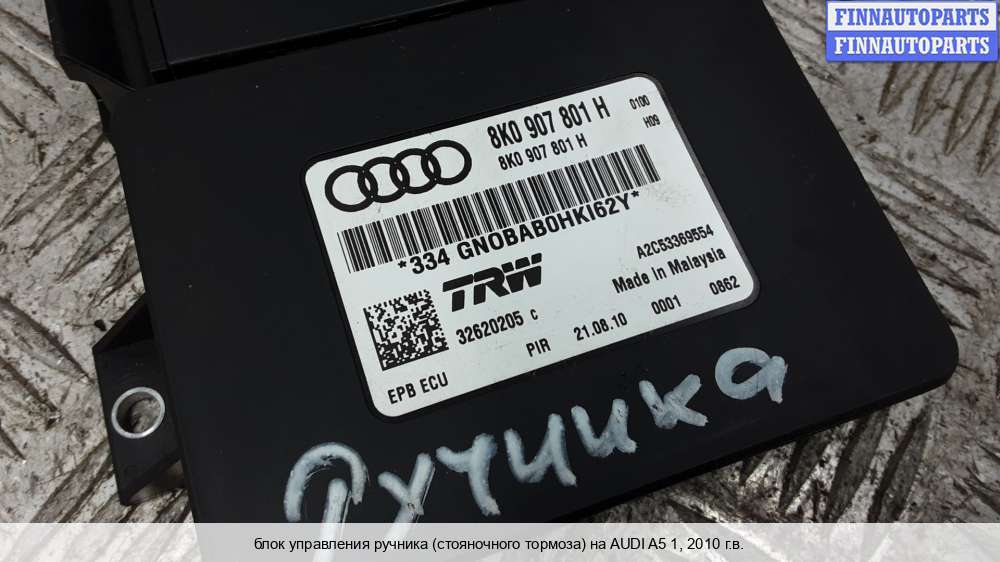 FINNAUTOPARTS
FINNAUTOPARTS
8K0 907 801 H
0100
8K0 907 801 H
H09
*334 GNOBAB0HKI62Y*
TRW
A2C53369554
32620205 c
Made in Malaysia
PIR 21.08.10 0001 0862
EPB ECU
Ручника
блок управления ручника (стояночного тормоза) на AUDI A5 1, 2010 г.в.